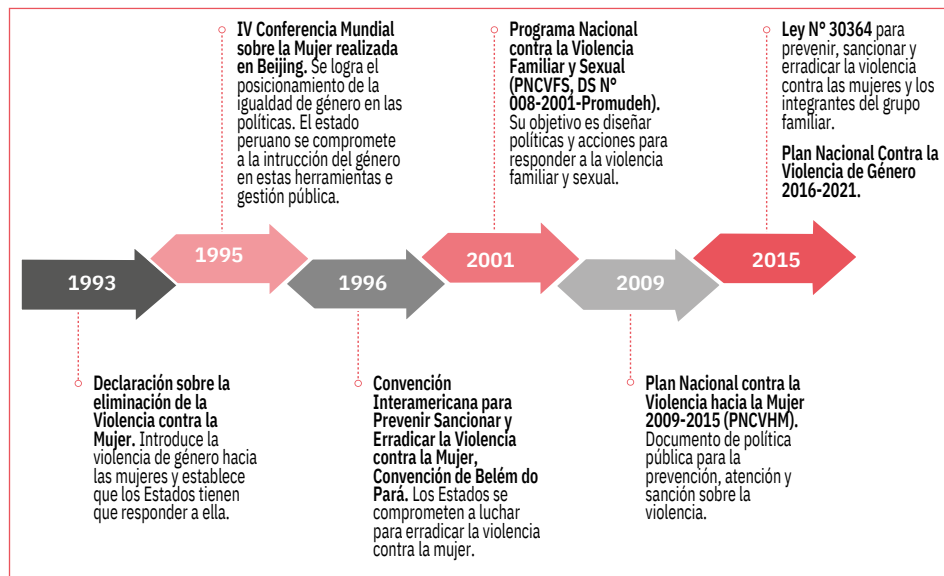 IV Conferencia Mundial
sobre la Mujer realizada
en Beijing. Se logra el
posicionamiento de la
igualdad de género en las
políticas. El estado
peruano se compromete
a la intrucción del género
en estas herramientas e
gestión pública.
Programa Nacional
contra la Violencia
Familiar y Sexual
(PNCVFS, DS N°
008-2001-Promudeh).
Su objetivo es diseñar
políticas y acciones para
responder a la violencia
familiar y sexual.
Ley N° 30364 para
prevenir, sancionar y
erradicar la violencia
contra las mujeres y los
integrantes del grupo
familiar.
Plan Nacional Contra la
Violencia de Género
2016-2021.
1993
1995
1996
2001
2009
2015
Declaración sobre la
eliminación de la
Violencia contra la
Mujer. Introduce la
violencia de género hacia
las mujeres y establece
que los Estados tienen
que responder a ella.
Convención
Interamericana para
Prevenir Sancionar y
Erradicar la Violencia
contra la Mujer,
Convención de Belém do
Pará. Los Estados se
comprometen a luchar
para erradicar la violencia
contra la mujer.
Plan Nacional contra la
Violencia hacia la Mujer
2009-2015 (PNCVHM).
Documento de política
pública para la
prevención, atención y
sanción sobre la
violencia.